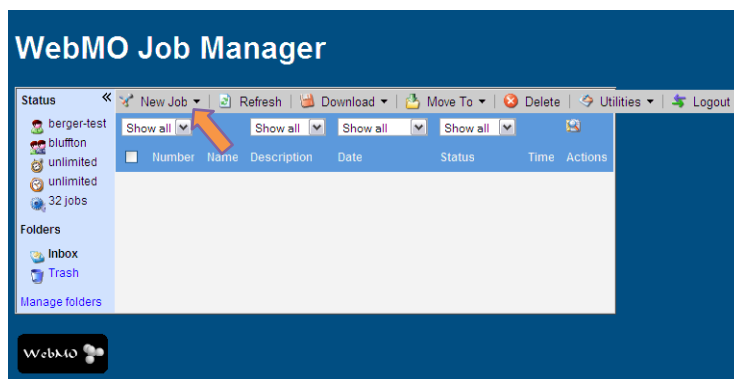 WebMO Job Manager
Status «
New Job | Refresh | Download | Move To | Delete | Utilities | Logout
berger-test
bluffton
unlimited
unlimited
32 jobs
Folders
Inbox
Trash
Manage folders
Show all Show all Show all Show all
Number Name Description Date Status Time Actions
WebMO